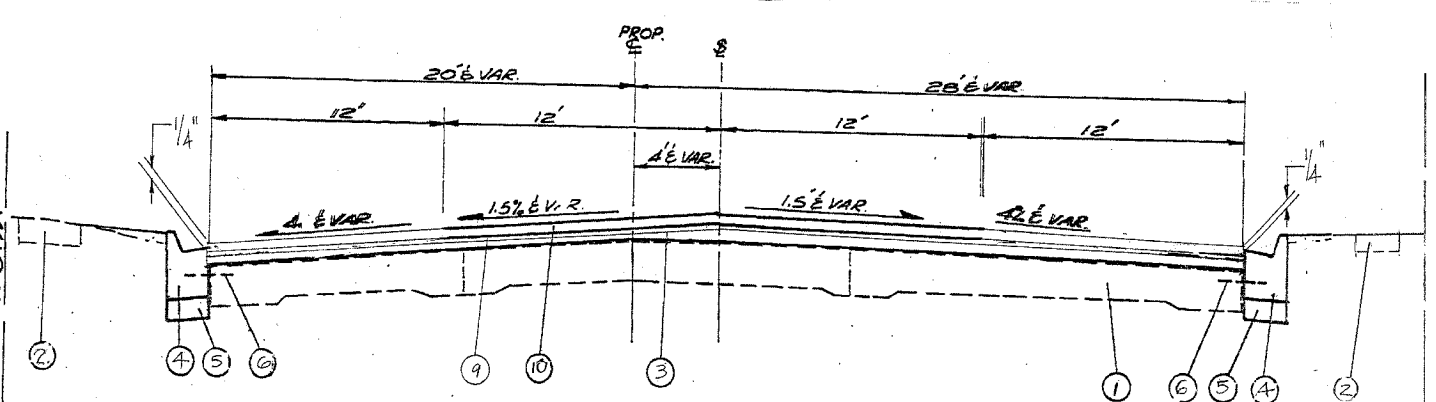 PROP.
℄
20' & VAR.
28' & VAR.
12"
12'
12'
12'
1/4"
1/4"
4' & VAR.
4. & VAR.
1.5% & V.R.
1.5' & VAR.
4% & VAR.
2
4
5
6
9
10
3
1
6
5
4
2